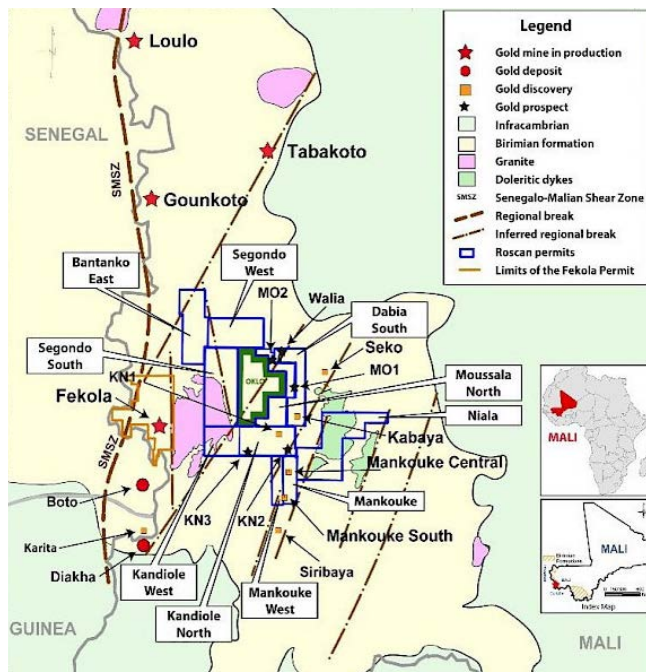 Loulo
SENEGAL
Tabakoto
SMSZ
Gounkoto
Bantanko
East
Segondo
West
MO2
Walia
Dabia
South
Segondo
South
Seko
OKLO
MO1
KN1
Moussala
North
Fekola
Niala
Kabaya
Mankouke Central
SMSZ
Boto
Mankouke
KN3
KN2
Mankouke South
Karita
Diakha
Siribaya
Kandiole
West
Mankouke
West
Kandiole
North
GUINEA
MALI
Legend
Gold mine in production
Gold deposit
Gold discovery
Gold prospect
Infracambrian
Birimian formation
Granite
Doleritic dykes
SMSZ Senegalo-Malian Shear Zone
Regional break
Inferred regional break
Roscan permits
Limits of the Fekola Permit
MALI
MALI
Index Map